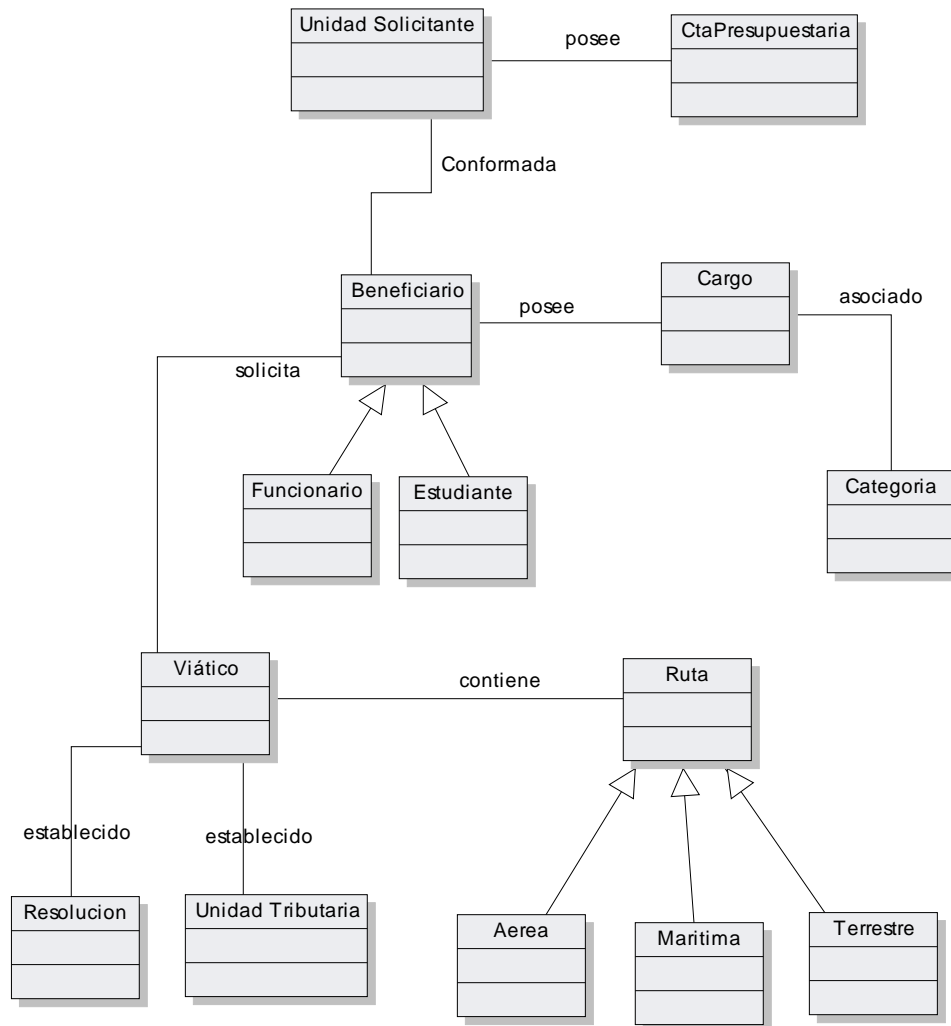 Unidad Solicitante
posee
CtaPresupuestaria
Conformada
Beneficiario
posee
Cargo
asociado
solicita
Funcionario
Estudiante
Categoria
Viático
contiene
Ruta
establecido
establecido
Resolucion
Unidad Tributaria
Aerea
Maritima
Terrestre